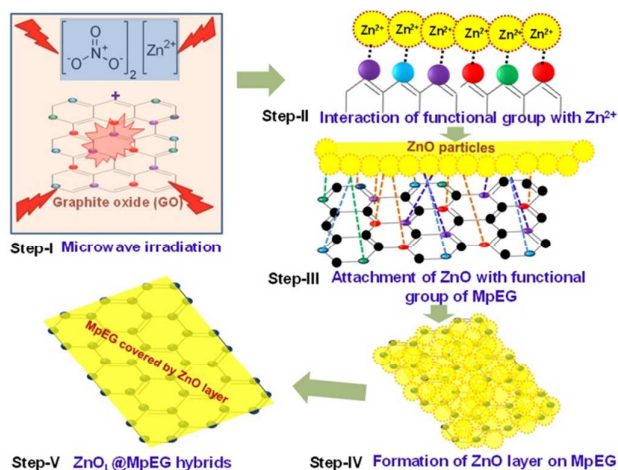 O
N⁺
⁻O O⁻
2
Zn²⁺
+
Graphite oxide (GO)
Step-I Microwave irradiation
Zn²⁺ Zn²⁺ Zn²⁺ Zn²⁺ Zn²⁺ Zn²⁺
Step-II Interaction of functional group with Zn²⁺
ZnO particles
Step-III Attachment of ZnO with functional
group of MpEG
Formation of ZnO layer on MpEG
Step-IV
MpEG covered by ZnO
layer
Step-V ZnOL@MpEG hybrids